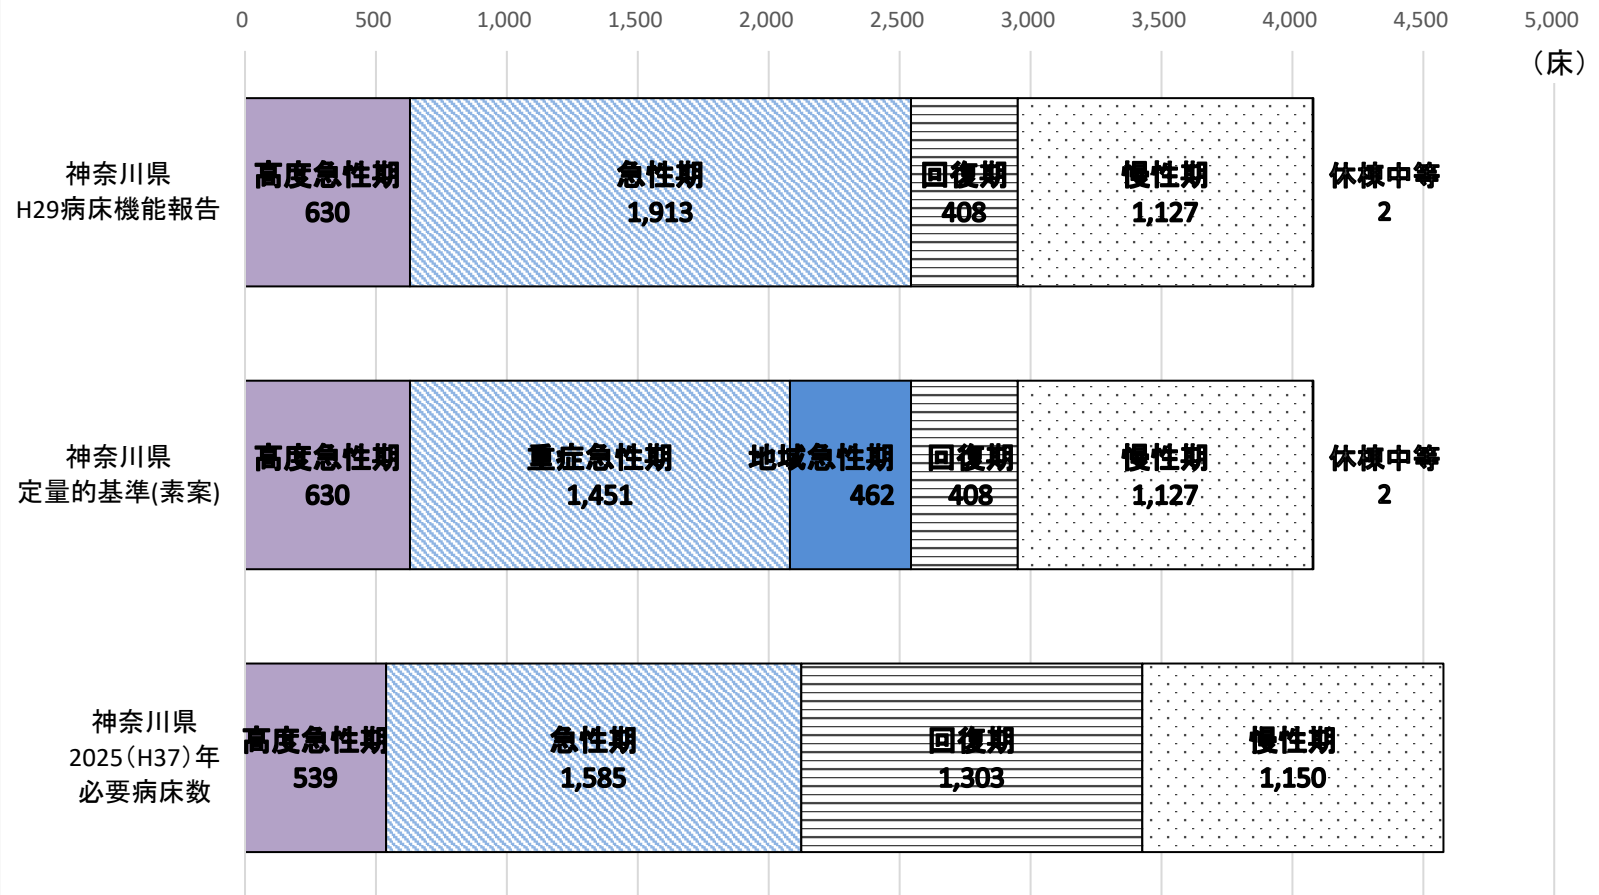 0 500 1,000 1,500 2,000 2,500 3,000 3,500 4,000 4,500 5,000
（床）
神奈川県
H29病床機能報告
高度急性期
630
急性期
1,913
回復期
408
慢性期
1,127
休棟中等
2
神奈川県
定量的基準(素案)
高度急性期
630
重症急性期
1,451
地域急性期
462
回復期
408
慢性期
1,127
休棟中等
2
神奈川県
2025（H37）年
必要病床数
高度急性期
539
急性期
1,585
回復期
1,303
慢性期
1,150